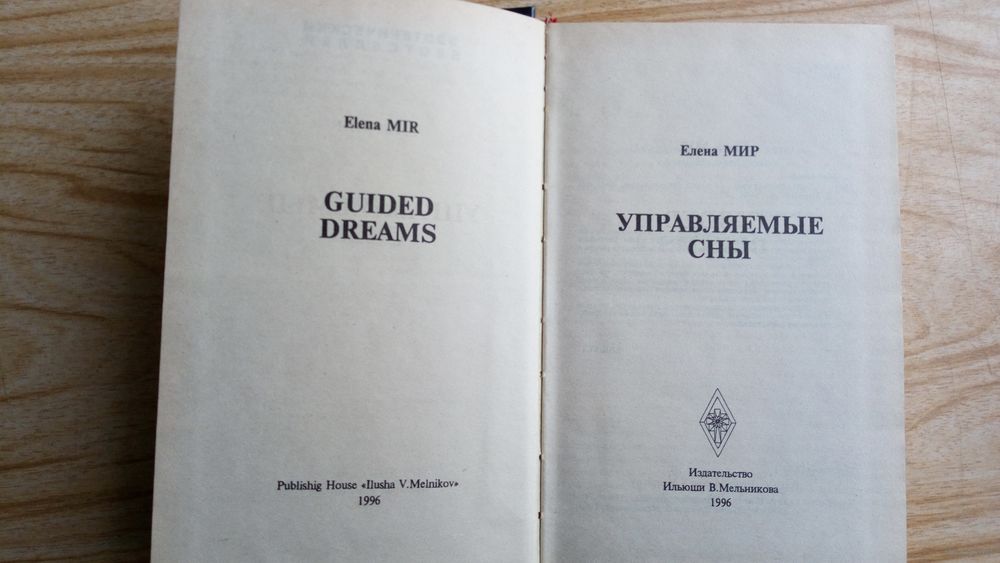 Elena MIR
GUIDED
DREAMS
Publishig House «Ilusha V.Melnikov»
1996
Елена МИР
УПРАВЛЯЕМЫЕ
СНЫ
Издательство
Ильюши В.Мельникова
1996